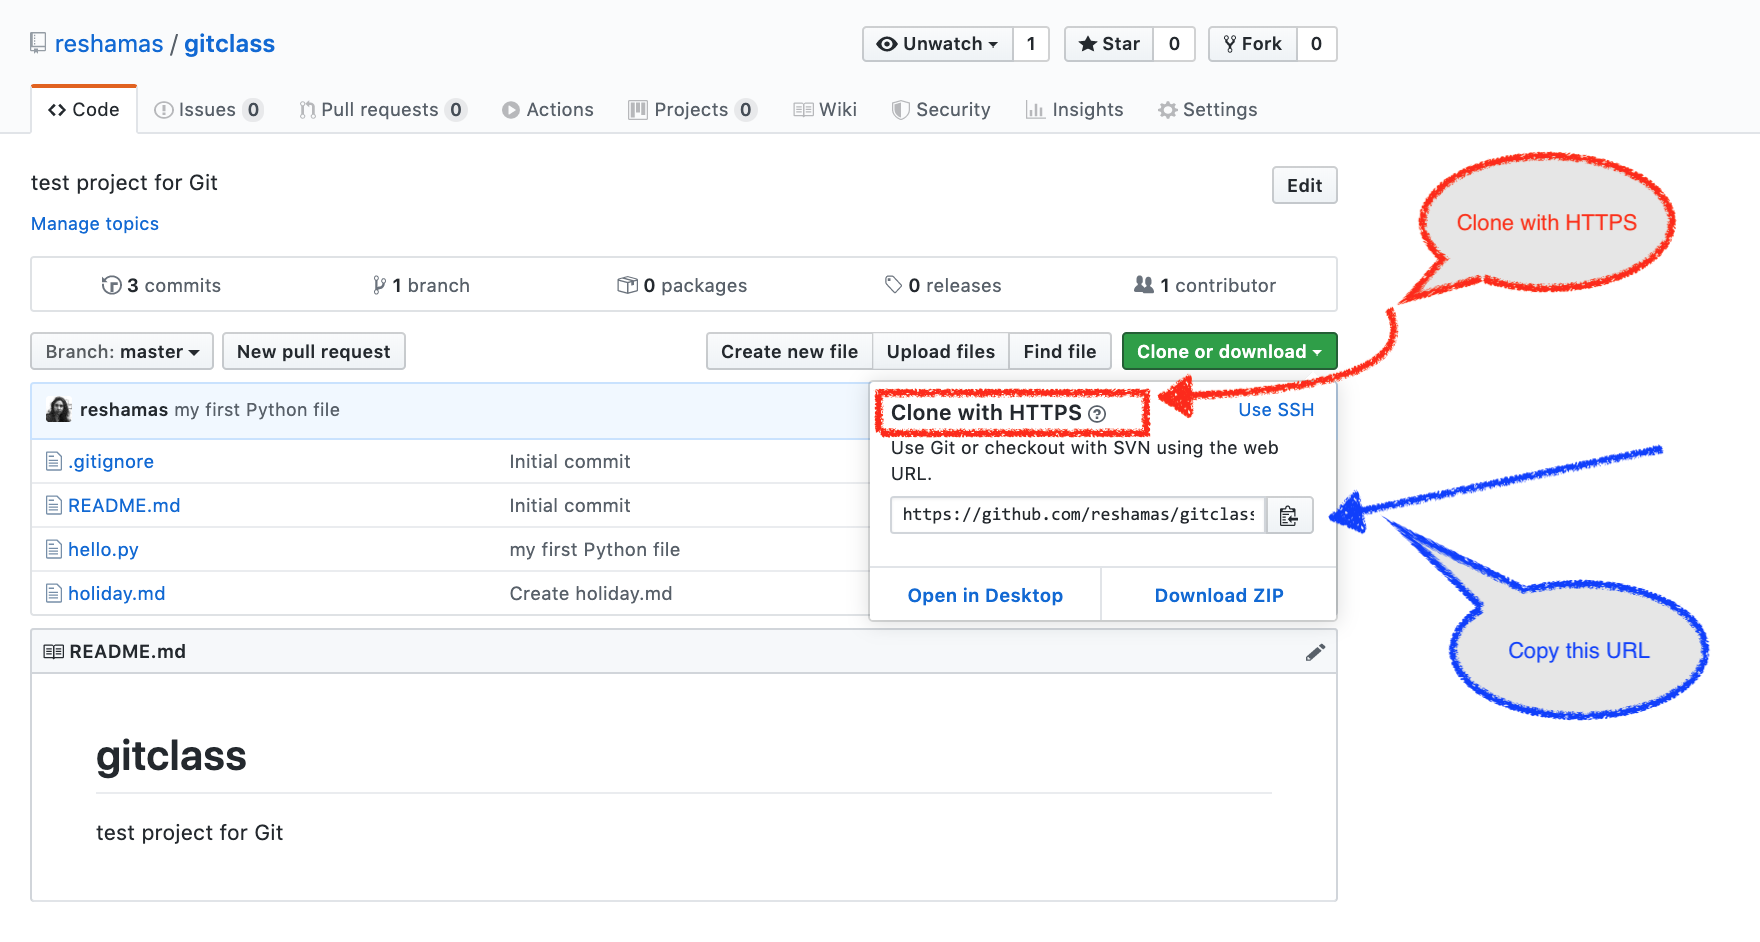 reshamas / gitclass
Unwatch 1 Star 0 Fork 0
Code Issues 0 Pull requests 0 Actions Projects 0 Wiki Security Insights Settings
test project for Git
Edit
Manage topics
Clone with HTTPS
3 commits 1 branch 0 packages 0 releases 1 contributor
Branch: master New pull request Create new file Upload files Find file Clone or download
reshamas my first Python file
Clone with HTTPS ? Use SSH
Use Git or checkout with SVN using the web
URL.
https://github.com/reshamas/gitclass
Open in Desktop Download ZIP
Copy this URL
.gitignore Initial commit
README.md Initial commit
hello.py my first Python file
holiday.md Create holiday.md
README.md
gitclass
test project for Git